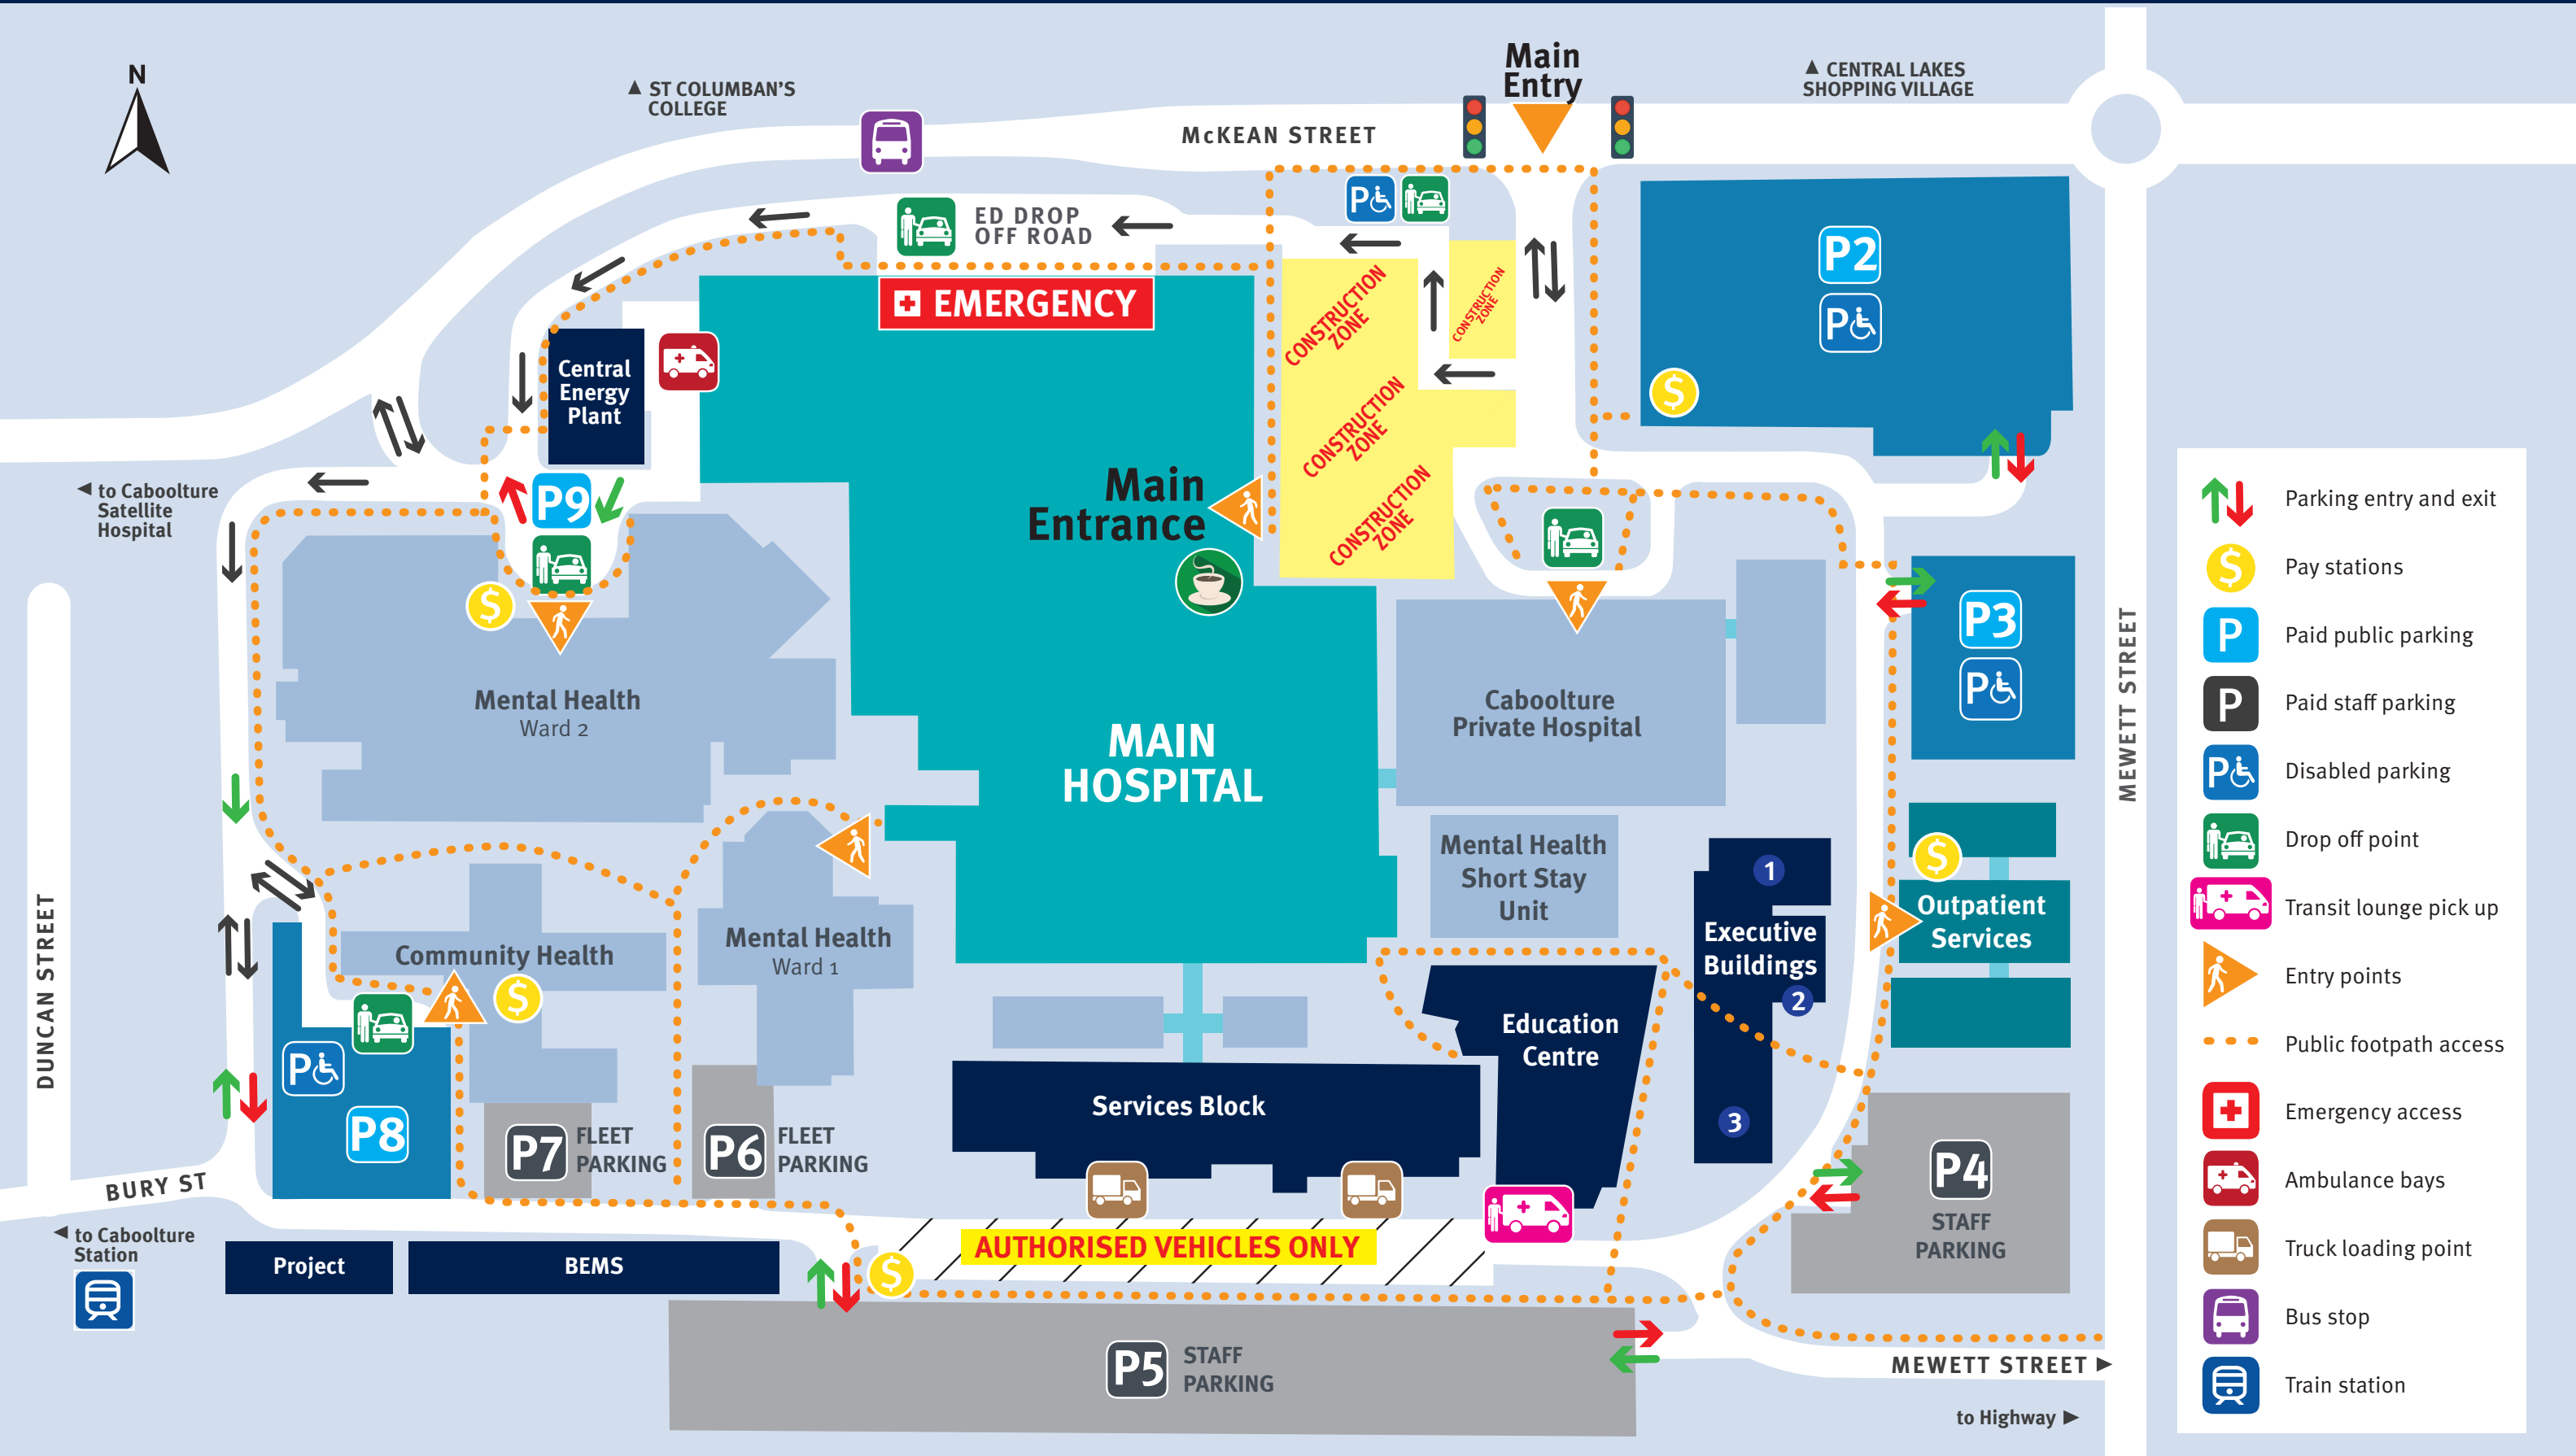 N
▲ ST COLUMBAN'S
COLLEGE
Main
Entry
▲ CENTRAL LAKES
SHOPPING VILLAGE
McKEAN STREET
P
ED DROP
OFF ROAD
EMERGENCY
CONSTRUCTION
ZONE
CONSTRUCTION
ZONE
CONSTRUCTION
ZONE
CONSTRUCTION
ZONE
P2
P
$
Central
Energy
Plant
◄ to Caboolture
Satellite
Hospital
P9
Main
Entrance
$
Mental Health
Ward 2
MAIN
HOSPITAL
Caboolture
Private Hospital
P3
P
MEWETT STREET
Mental Health
Short Stay
Unit
1
Executive
Buildings
2
3
$
Outpatient
Services
DUNCAN STREET
Community Health
$
Mental Health
Ward 1
Education
Centre
P
P8
P7
FLEET
PARKING
P6
FLEET
PARKING
Services Block
P4
STAFF
PARKING
BURY ST
◄ to Caboolture
Station
Project
BEMS
$
AUTHORISED VEHICLES ONLY
P5
STAFF
PARKING
MEWETT STREET ►
to Highway ►
Parking entry and exit
$ Pay stations
P Paid public parking
P Paid staff parking
P Disabled parking
Drop off point
Transit lounge pick up
Entry points
Public footpath access
Emergency access
Ambulance bays
Truck loading point
Bus stop
Train station